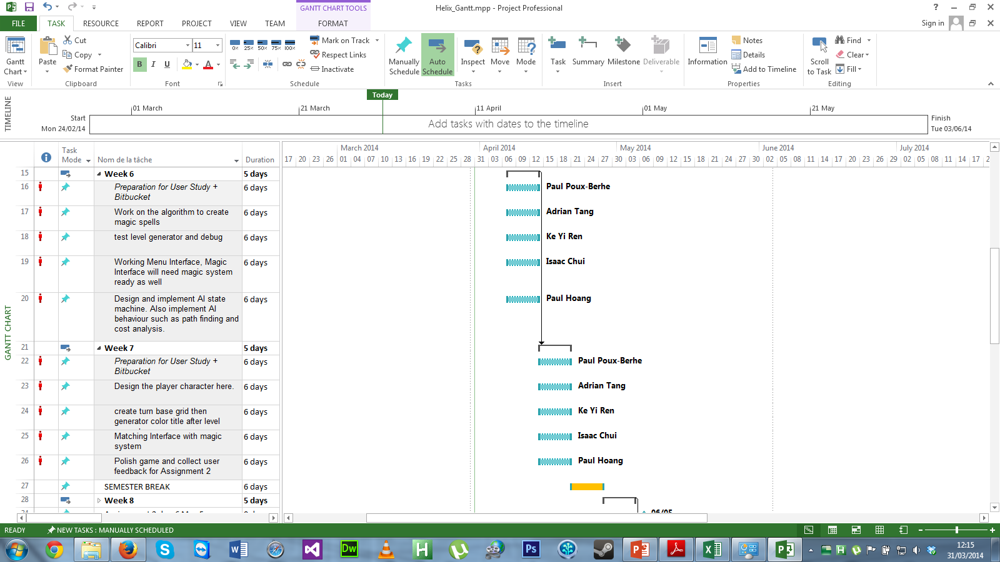 GANTT CHART TOOLS
Helix_Gantt.mpp - Project Professional
?
FILE
TASK
RESOURCE
REPORT
PROJECT
VIEW
TEAM
FORMAT
Sign in
Gantt
Chart
View
Paste
Cut
Copy
Format Painter
Clipboard
Calibri
11
B I U
A
Font
0% 25% 50% 75% 100%
Mark on Track
Respect Links
Inactivate
Schedule
Manually
Schedule
Auto
Schedule
Inspect
Move
Mode
Tasks
Task
Summary
Milestone
Deliverable
Insert
Information
Notes
Details
Add to Timeline
Properties
Scroll
to Task
Find
Clear
Fill
Editing
TIMELINE
Today
01 March
21 March
11 April
01 May
21 May
Start
Mon 24/02/14
Add tasks with dates to the timeline
Finish
Tue 03/06/14
Task
Mode
Nom de la tâche
Duration
March 2014
April 2014
May 2014
June 2014
July 2014
17 20 23 26 01 04 07 10 13 16 19 22 25 28 31 03 06 09 12 15 18 21 24 27 30 03 06 09 12 15 18 21 24 27 30 02 05 08 11 14 17 20 23 26 29 02 05 08 11 14 17 2
GANTT CHART
15 Week 6 5 days
16 Preparation for User Study +
Bitbucket
6 days
Paul Poux-Berhe
17 Work on the algorithm to create
magic spells
6 days
Adrian Tang
18 test level generator and debug 6 days
Ke Yi Ren
19 Working Menu Interface, Magic
Interface will need magic system
ready as well
6 days
Isaac Chui
20 Design and implement AI state
machine. Also implement AI
behaviour such as path finding and
cost analysis.
6 days
Paul Hoang
21 Week 7 5 days
22 Preparation for User Study +
Bitbucket
6 days
Paul Poux-Berhe
23 Design the player character here. 6 days
Adrian Tang
24 create turn base grid then
generator color title after level
6 days
Ke Yi Ren
25 Matching Interface with magic
system
6 days
Isaac Chui
26 Polish game and collect user
feedback for Assignment 2
6 days
Paul Hoang
27 SEMESTER BREAK 6 days
28 Week 8 5 days
06/05
READY
NEW TASKS : MANUALLY SCHEDULED
12:15
31/03/2014